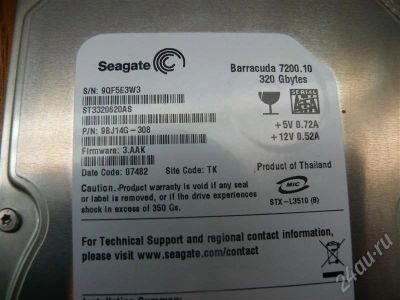 Seagate
Barracuda 7200.10
320 Gbytes
S/N: 9QF5E3W3
ST3320620AS
SERIAL
ATA
P/N: 9BJ14G-308
+5V 0.72A
+12V 0.52A
Firmware: 3.AAK
Date Code: 07482 Site Code: TK
Product of Thailand
Caution: Product warranty is void if any seal
or label is removed, or if the drive experiences
shock in excess of 350 Gs.
MIC
STX-L3510 (B)
For Technical Support and regional contact information,
please visit www.seagate.com/contact
24au.ru